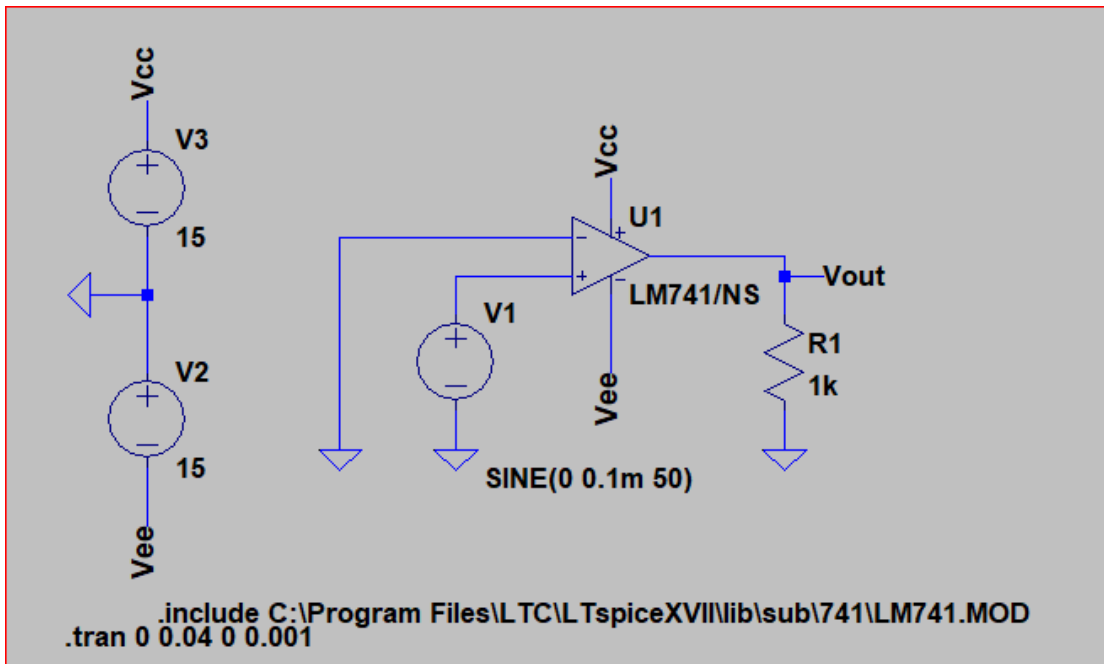 Vcc
V3
15
V2
15
Vee
Vcc
U1
LM741/NS
V1
Vee
Vout
R1
1k
SINE(0 0.1m 50)
.include C:\Program Files\LTC\LTspiceXVII\lib\sub\741\LM741.MOD
.tran 0 0.04 0 0.001